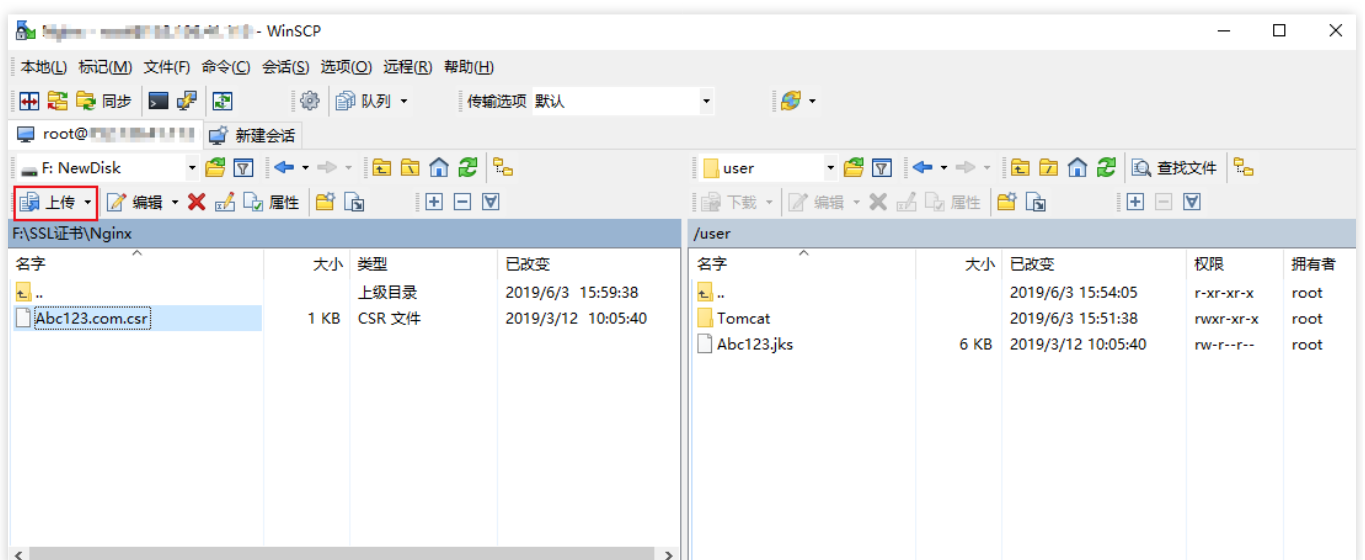 - WinSCP
本地(L) 标记(M) 文件(F) 命令(C) 会话(S) 选项(O) 远程(R) 帮助(H)
同步 队列 传输选项 默认
root@ 新建会话
F: NewDisk user 查找文件
上传 编辑 属性 下载 编辑 属性
F:\SSL证书\Nginx /user
名字 大小 类型 已改变 名字 大小 已改变 权限 拥有者
.. 上级目录 2019/6/3 15:59:38 .. 2019/6/3 15:54:05 r-xr-xr-x root
Abc123.com.csr 1 KB CSR 文件 2019/3/12 10:05:40 Tomcat 2019/6/3 15:51:38 rwxr-xr-x root
Abc123.jks 6 KB 2019/3/12 10:05:40 rw-r--r-- root